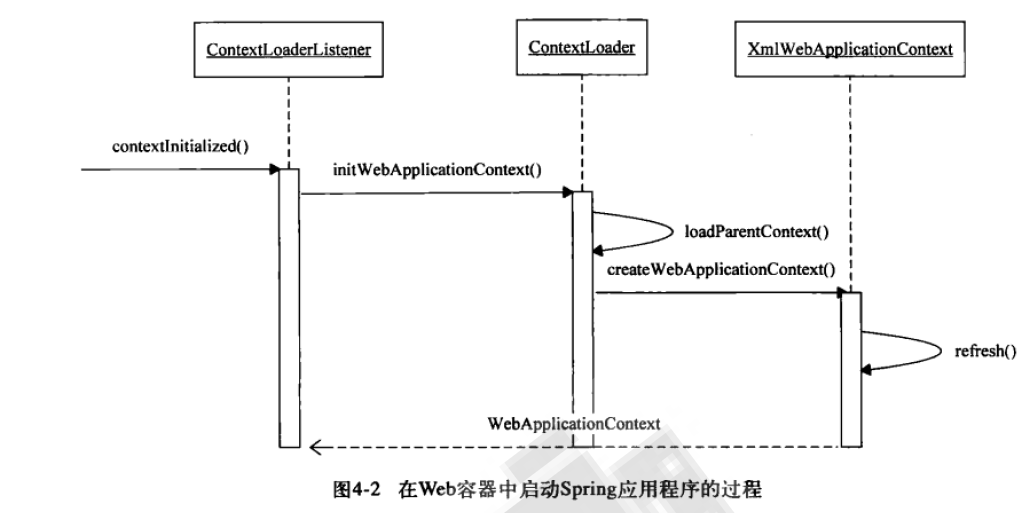 ContextLoaderListener
ContextLoader
XmlWebApplicationContext
contextInitialized()
initWebApplicationContext()
loadParentContext()
createWebApplicationContext()
refresh()
WebApplicationContext
图4-2 在Web容器中启动Spring应用程序的过程